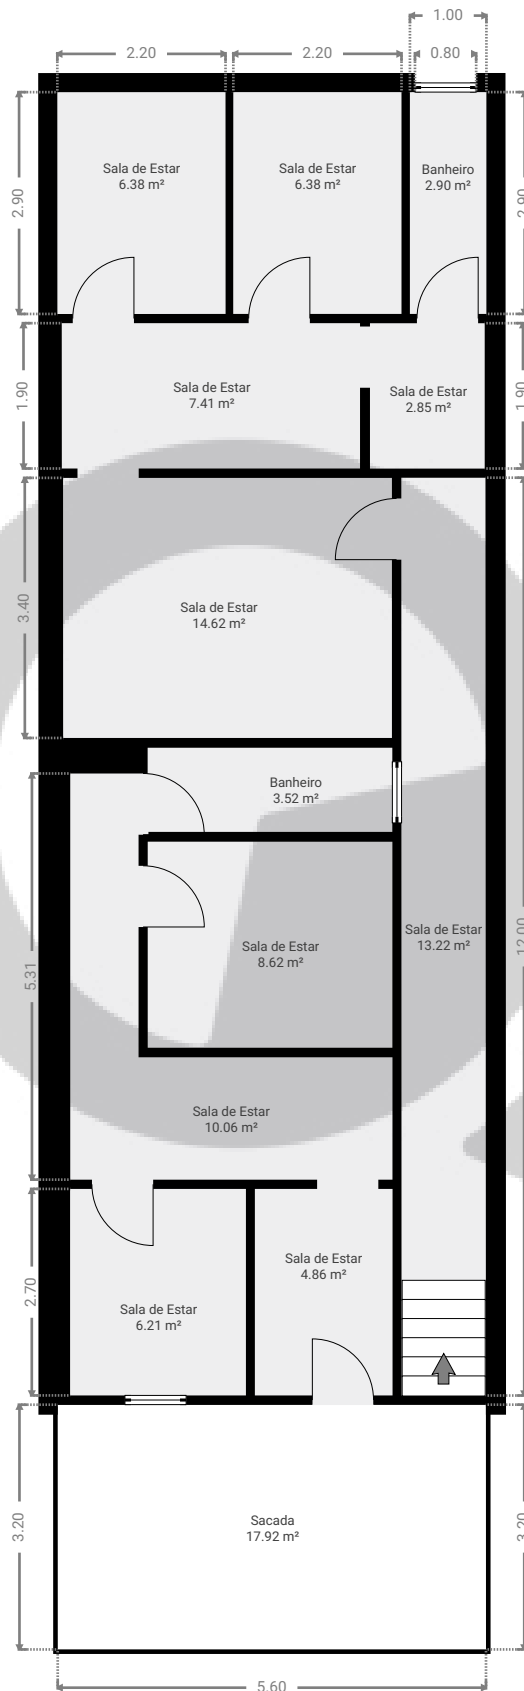 1.00
2.20
2.20
0.80
Sala de Estar
6.38 m²
Sala de Estar
6.38 m²
Banheiro
2.90 m²
2.90
2.90
Sala de Estar
7.41 m²
Sala de Estar
2.85 m²
1.90
1.90
Sala de Estar
14.62 m²
3.40
Banheiro
3.52 m²
Sala de Estar
8.62 m²
Sala de Estar
13.22 m²
5.31
12.00
Sala de Estar
10.06 m²
Sala de Estar
4.86 m²
Sala de Estar
6.21 m²
2.70
Sacada
17.92 m²
3.20
3.20
5.60